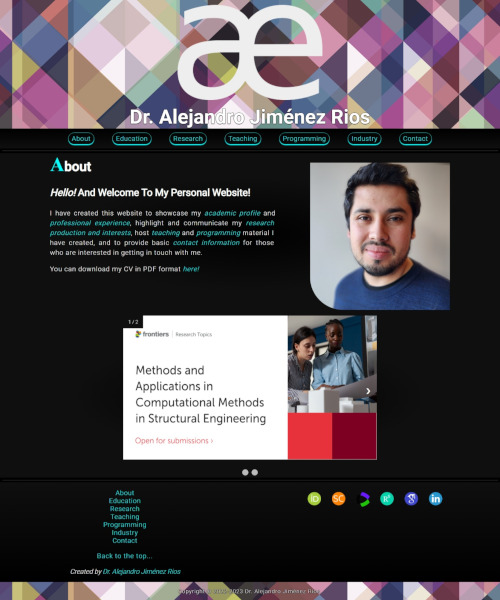 æ
Dr. Alejandro Jiménez Rios
About Education Research Teaching Programming Industry Contact
About
Hello! And Welcome To My Personal Website!
I have created this website to showcase my academic profile and
professional experience, highlight and communicate my research
production and interests, host teaching and programming material I
have created, and to provide basic contact information for those
who are interested in getting in touch with me.
You can download my CV in PDF format here!
1 / 2
frontiers | Research Topics
Methods and
Applications in
Computational Methods
in Structural Engineering
Open for submissions ›
About
Education
Research
Teaching
Programming
Industry
Contact
Back to the top...
Created by Dr. Alejandro Jiménez Rios
iD SC in
2023 Dr. Alejandro Jiménez Rios